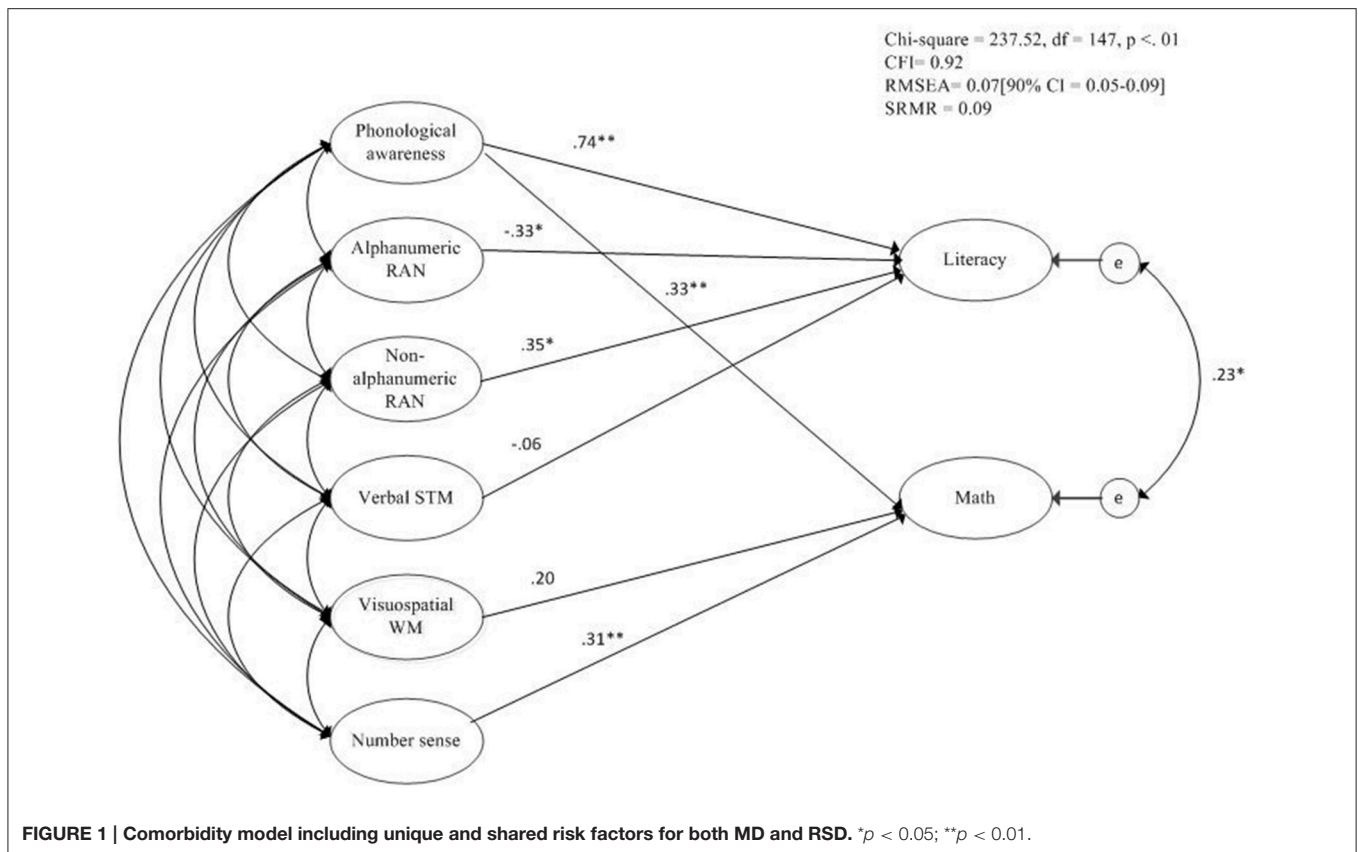 Chi-square = 237.52, df = 147, p <. 01
CFI= 0.92
RMSEA= 0.07[90% CI = 0.05-0.09]
SRMR = 0.09
Phonological
awareness
.74**
Alphanumeric
RAN
-.33*
Literacy
e
.33**
Non-
alphanumeric
RAN
.35*
.23*
-.06
Verbal STM
Math
e
Visuospatial
WM
.20
.31**
Number sense
FIGURE 1 | Comorbidity model including unique and shared risk factors for both MD and RSD. *p < 0.05; **p < 0.01.